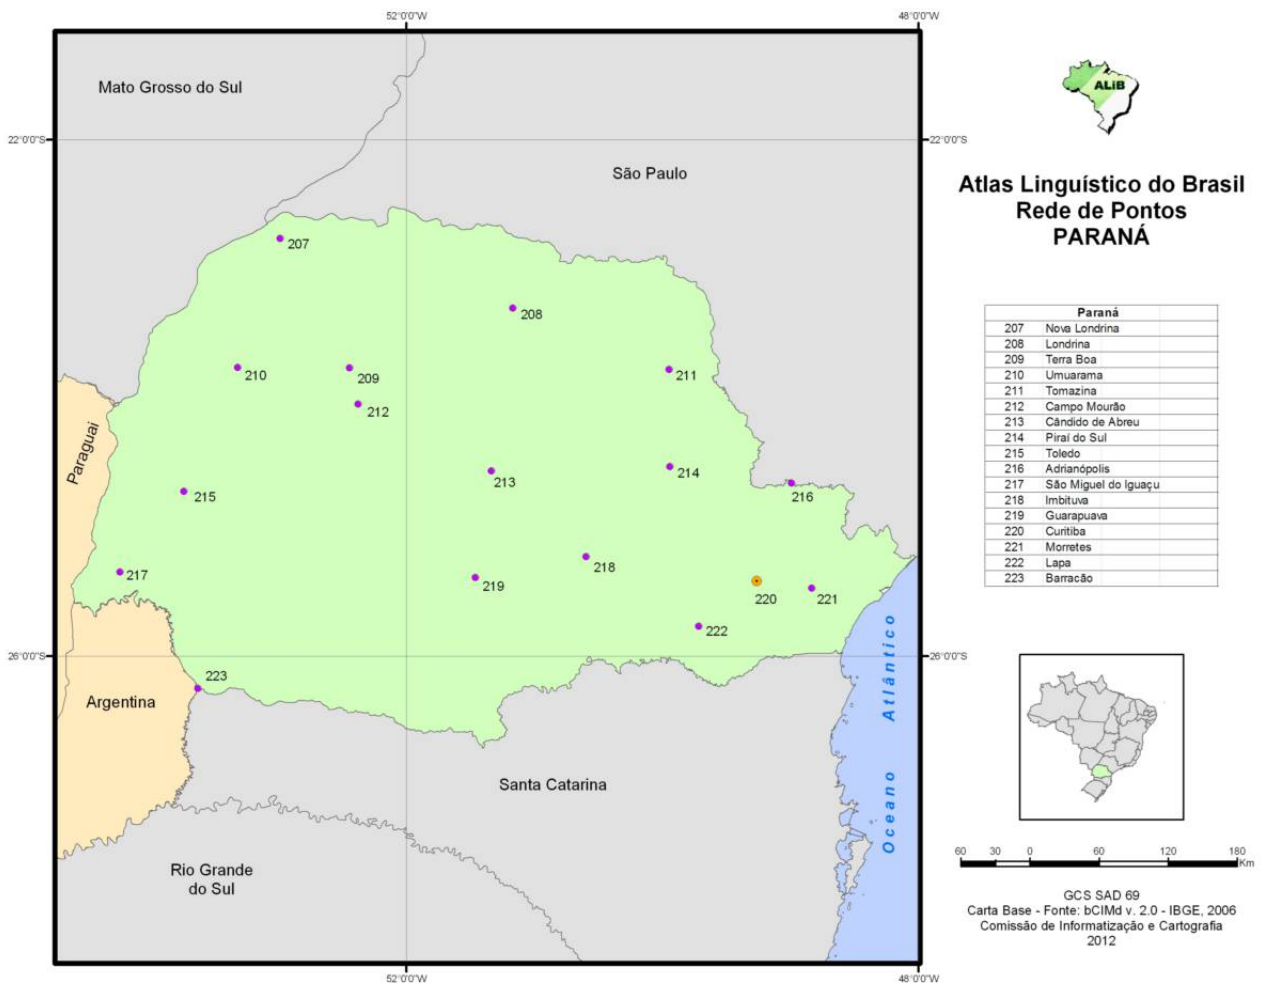 52°0'0"W
48°0'0"W
Mato Grosso do Sul
22°0'0"S
22°0'0"S
São Paulo
ALiB
Atlas Linguístico do Brasil
Rede de Pontos
PARANÁ
207
208
210
209
211
212
Paraguai
213
214
215
216
217
218
219
220
221
222
223
26°0'0"S
26°0'0"S
Argentina
Santa Catarina
Rio Grande
do Sul
Oceano Atlântico
52°0'0"W
48°0'0"W
Paraná
207 Nova Londrina
208 Londrina
209 Terra Boa
210 Umuarama
211 Tomazina
212 Campo Mourão
213 Cândido de Abreu
214 Piraí do Sul
215 Toledo
216 Adrianópolis
217 São Miguel do Iguaçu
218 Imbituva
219 Guarapuava
220 Curitiba
221 Morretes
222 Lapa
223 Barracão
60 30 0 60 120 180
Km
GCS SAD 69
Carta Base - Fonte: bCIMd v. 2.0 - IBGE, 2006
Comissão de Informatização e Cartografia
2012